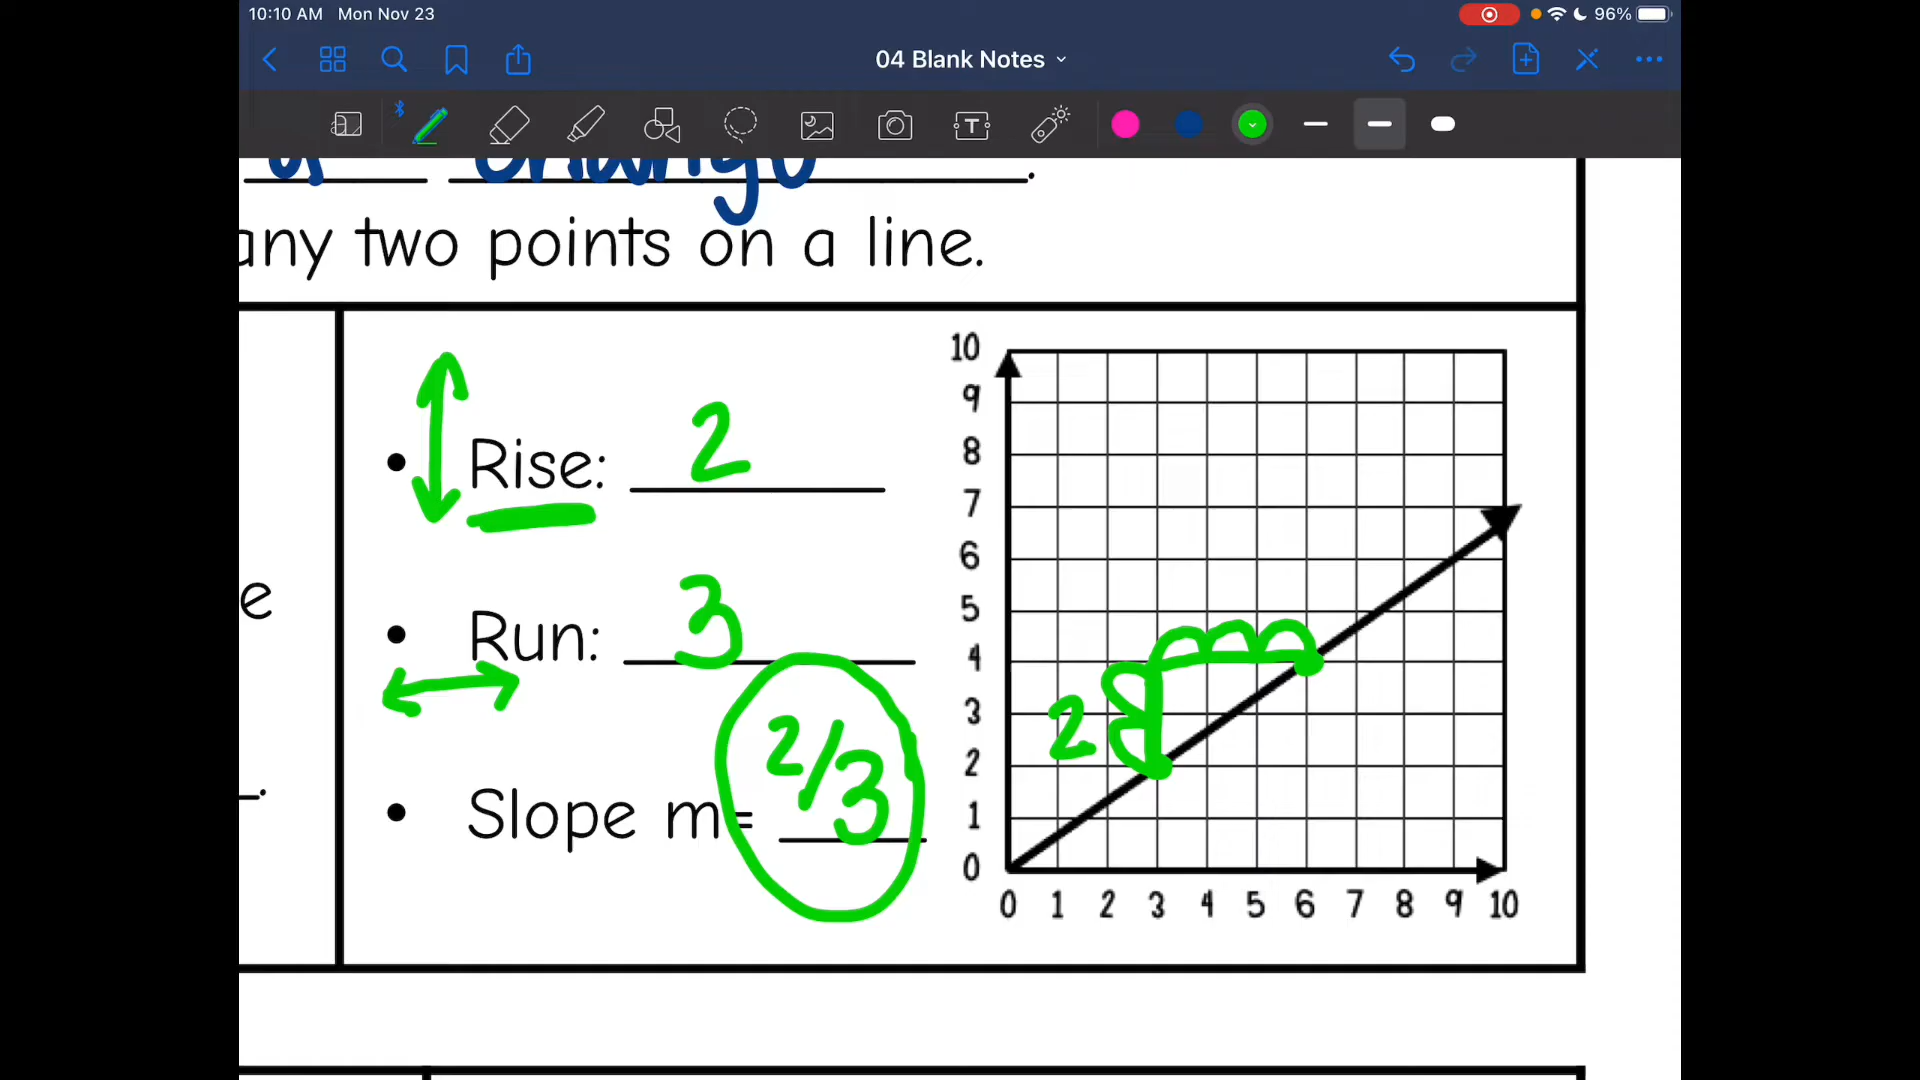 10:10 AM Mon Nov 23
96%
04 Blank Notes
T
.
any two points on a line.
e
.
• Rise: 2
• Run: 3
• Slope m= 2/3
10
9
8
7
6
5
4
3
2
1
0
2
0 1 2 3 4 5 6 7 8 9 10